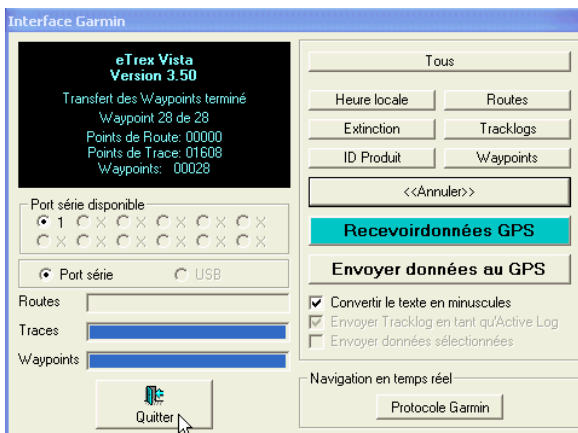 Interface Garmin
eTrex Vista
Version 3.50
Transfert des Waypoints terminé
Waypoint 28 de 28
Points de Route: 00000
Points de Trace: 01608
Waypoints: 00028
Port série disponible
1 X X X X X
X X X X X X
Port série USB
Routes
Traces
Waypoints
Quitter
Tous
Heure locale Routes
Extinction Tracklogs
ID Produit Waypoints
<<Annuler>>
Recevoirdonnées GPS
Envoyer données au GPS
Convertir le texte en minuscules
Envoyer Tracklog en tant qu'Active Log
Envoyer données sélectionnées
Navigation en temps réel
Protocole Garmin